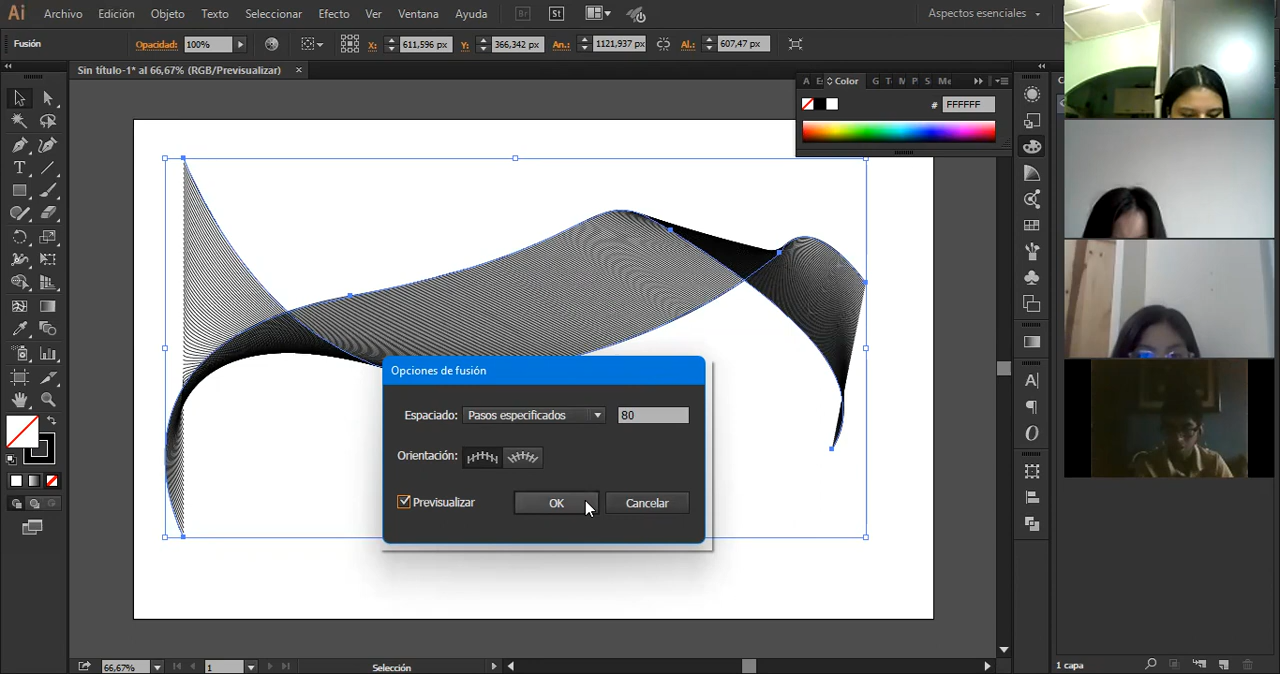 Ai Archivo Edición Objeto Texto Seleccionar Efecto Ver Ventana Ayuda Br St Aspectos esenciales
Fusión Opacidad: 100% X: 611,596 px Y: 366,342 px An.: 1121,937 px Al.: 607,47 px
Sin título-1* al 66,67% (RGB/Previsualizar) ×
Color
# FFFFFF
Opciones de fusión
Espaciado: Pasos especificados 80
Orientación:
Previsualizar OK Cancelar
66,67% 1 Selección 1 capa